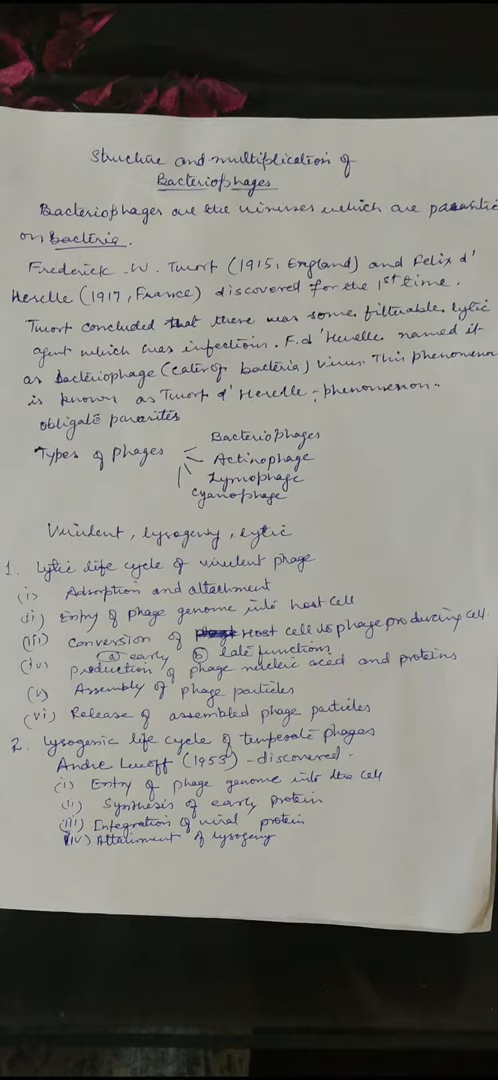 Structure and multiplication of
Bacteriophages
Bacteriophages are the viruses which are parasitic
on Bacteria.
Frederick .W. Twort (1915, England) and Felix d'
Herelle (1917, France) discovered for the 1st time.
Twort concluded that there was some filterable lytic
agent which was infections. F.d'Herelle named it
as bacteriophage (eater of bacteria) virus. This phenomena
is known as Twort d'Herelle - phenomenon.
obligate parasites
Types of phages Bacteriophages
Actinophage
Zymophage
Cyanophage
Virulent, lysogeny, lytic
1. Lytic life cycle of virulent phage
(i) Adsorption and attachment
(ii) Entry of phage genome into host cell
(iii) Conversion of Host cell to phage producing cell.
(a) early (b) late functions
(iv) production of phage nucleic acid and proteins
(v) Assembly of phage particles
(vi) Release of assembled phage particles
2. Lysogenic life cycle of temperate phages
Andre Lwoff (1953) - discovered.
(i) Entry of phage genome into the cell
(ii) Synthesis of early protein
(iii) Integration of viral protein
(iv) Attainment of lysogeny